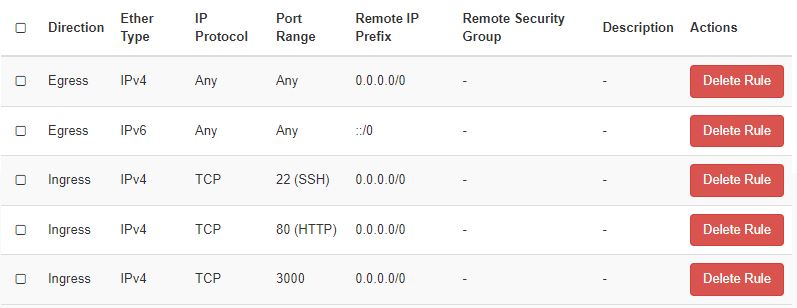 Direction Ether Type IP Protocol Port Range Remote IP Prefix Remote Security Group Description Actions
Egress IPv4 Any Any 0.0.0.0/0 - - Delete Rule
Egress IPv6 Any Any ::/0 - - Delete Rule
Ingress IPv4 TCP 22 (SSH) 0.0.0.0/0 - - Delete Rule
Ingress IPv4 TCP 80 (HTTP) 0.0.0.0/0 - - Delete Rule
Ingress IPv4 TCP 3000 0.0.0.0/0 - - Delete Rule